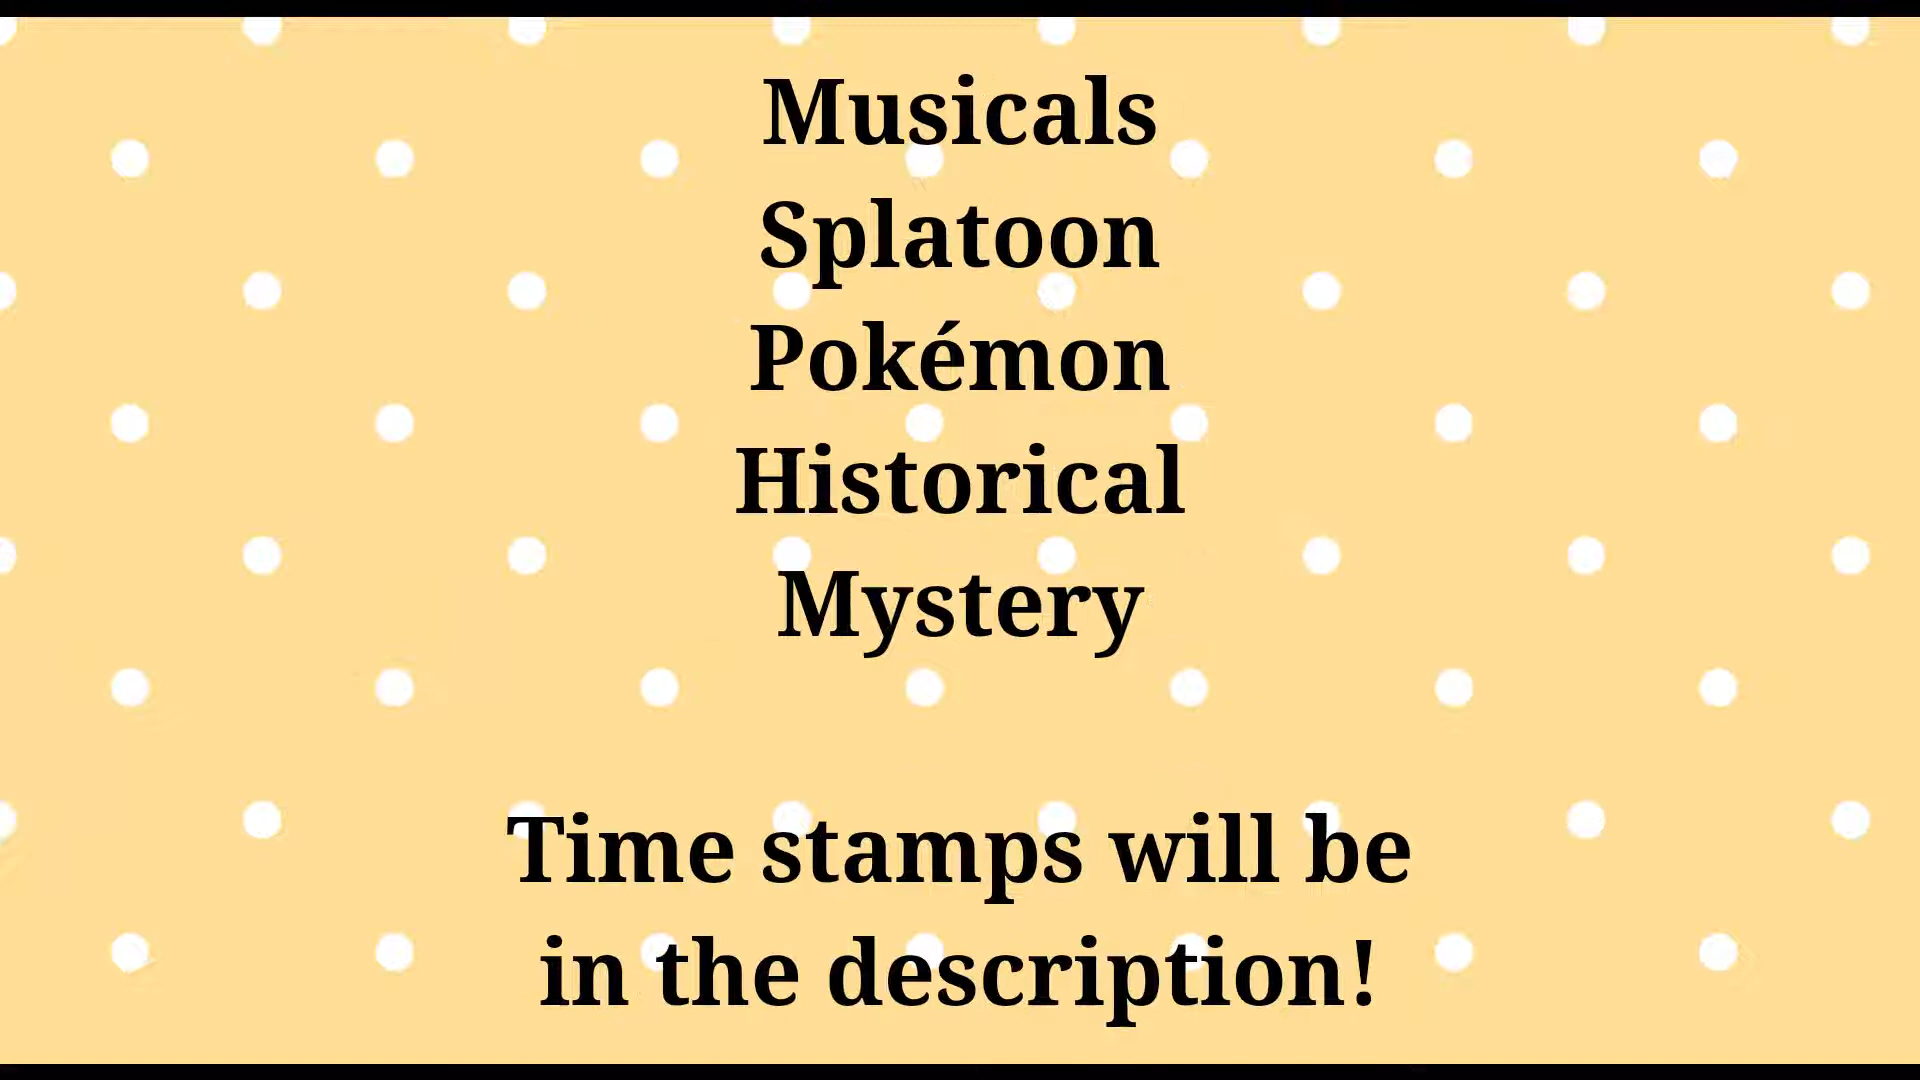 Musicals
Splatoon
Pokémon
Historical
Mystery
Time stamps will be
in the description!